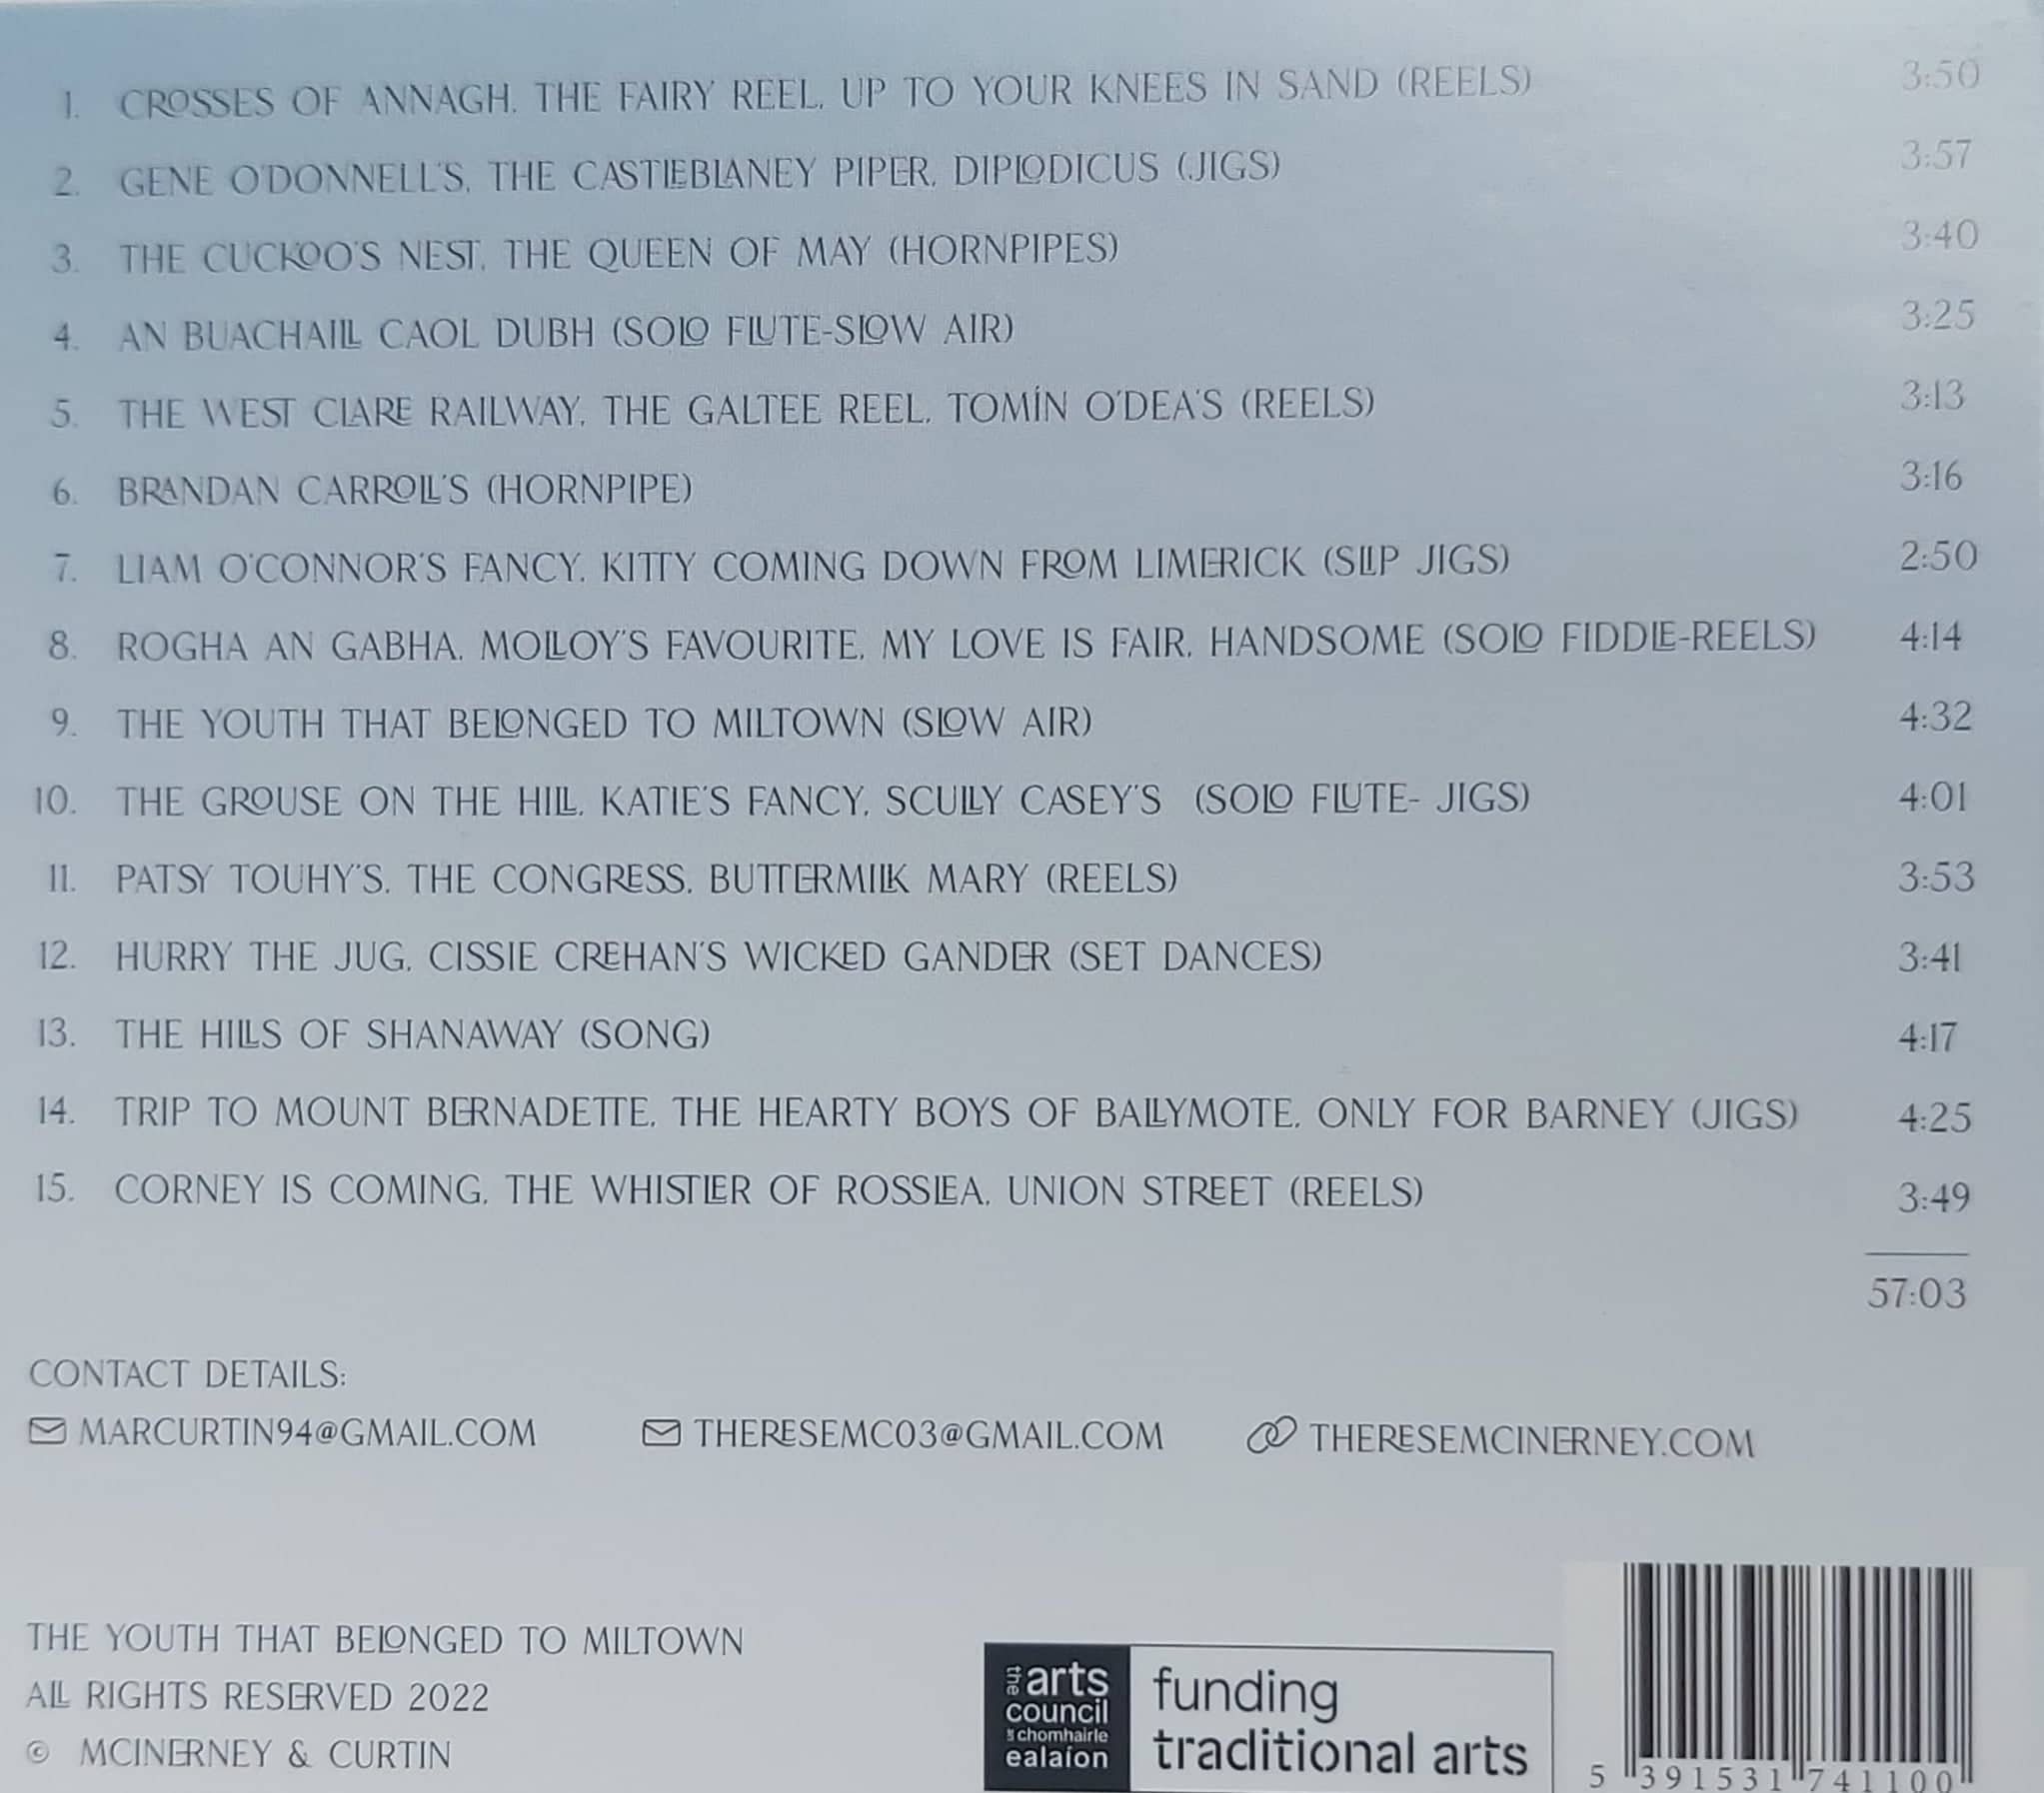 1. CROSSES OF ANNAGH, THE FAIRY REEL, UP TO YOUR KNEES IN SAND (REELS) 3:50
2. GENE O'DONNELL'S, THE CASTLEBLANEY PIPER, DIPLODICUS (JIGS) 3:57
3. THE CUCKOO'S NEST, THE QUEEN OF MAY (HORNPIPES) 3:40
4. AN BUACHAILL CAOL DUBH (SOLO FLUTE-SLOW AIR) 3:25
5. THE WEST CLARE RAILWAY, THE GALTEE REEL, TOMÍN O'DEA'S (REELS) 3:13
6. BRANDAN CARROLL'S (HORNPIPE) 3:16
7. LIAM O'CONNOR'S FANCY, KITTY COMING DOWN FROM LIMERICK (SLIP JIGS) 2:50
8. ROGHA AN GABHA, MOLLOY'S FAVOURITE, MY LOVE IS FAIR, HANDSOME (SOLO FIDDLE-REELS) 4:14
9. THE YOUTH THAT BELONGED TO MILTOWN (SLOW AIR) 4:32
10. THE GROUSE ON THE HILL, KATIE'S FANCY, SCULLY CASEY'S (SOLO FLUTE- JIGS) 4:01
11. PATSY TOUHY'S, THE CONGRESS, BUTTERMILK MARY (REELS) 3:53
12. HURRY THE JUG, CISSIE CREHAN'S WICKED GANDER (SET DANCES) 3:41
13. THE HILLS OF SHANAWAY (SONG) 4:17
14. TRIP TO MOUNT BERNADETTE, THE HEARTY BOYS OF BALLYMOTE, ONLY FOR BARNEY (JIGS) 4:25
15. CORNEY IS COMING, THE WHISTLER OF ROSSLEA, UNION STREET (REELS) 3:49
57:03
CONTACT DETAILS:
MARCURTIN94@GMAIL.COM THERESEMC03@GMAIL.COM THERESEMCINERNEY.COM
THE YOUTH THAT BELONGED TO MILTOWN
ALL RIGHTS RESERVED 2022
© MCINERNEY & CURTIN
the arts
council
an chomhairle
ealaíon
funding
traditional arts
5 391531 741100